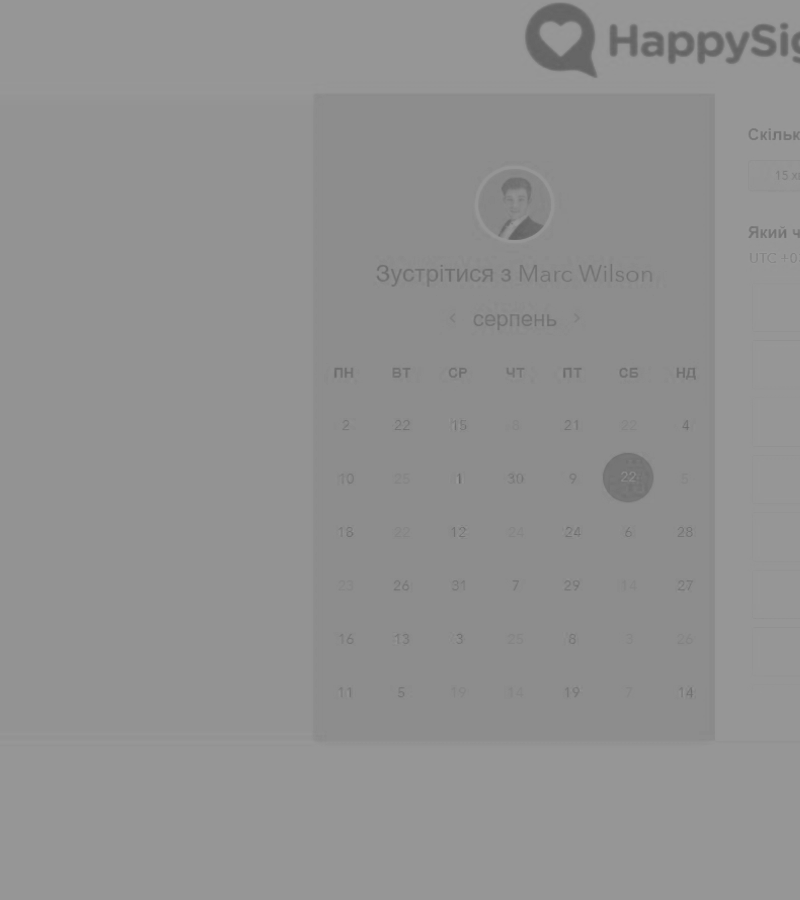 HappySig
Зустрітися з Marc Wilson
< серпень >
ПН ВТ СР ЧТ ПТ СБ НД
2 22 15 8 21 22 4
10 25 1 30 9 22 5
18 22 12 24 24 6 28
23 26 31 7 29 14 27
16 13 3 25 8 3 26
11 5 19 14 19 7 14
Скільк
15 хв
Який ч
UTC +0